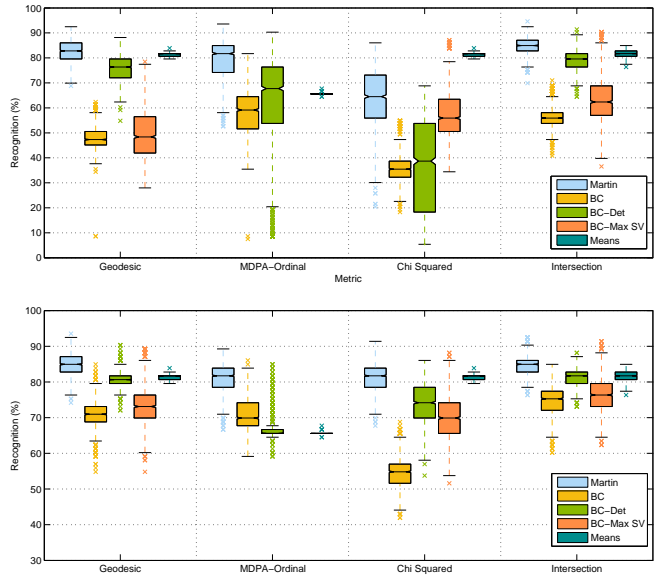 100
90
80
70
60
50
40
30
20
10
0
Recognition (%)
Martin
BC
BC−Det
BC−Max SV
Means
Geodesic MDPA−Ordinal Chi Squared Intersection
Metric
100
90
80
70
60
50
40
30
Recognition (%)
Martin
BC
BC−Det
BC−Max SV
Means
Geodesic MDPA−Ordinal Chi Squared Intersection